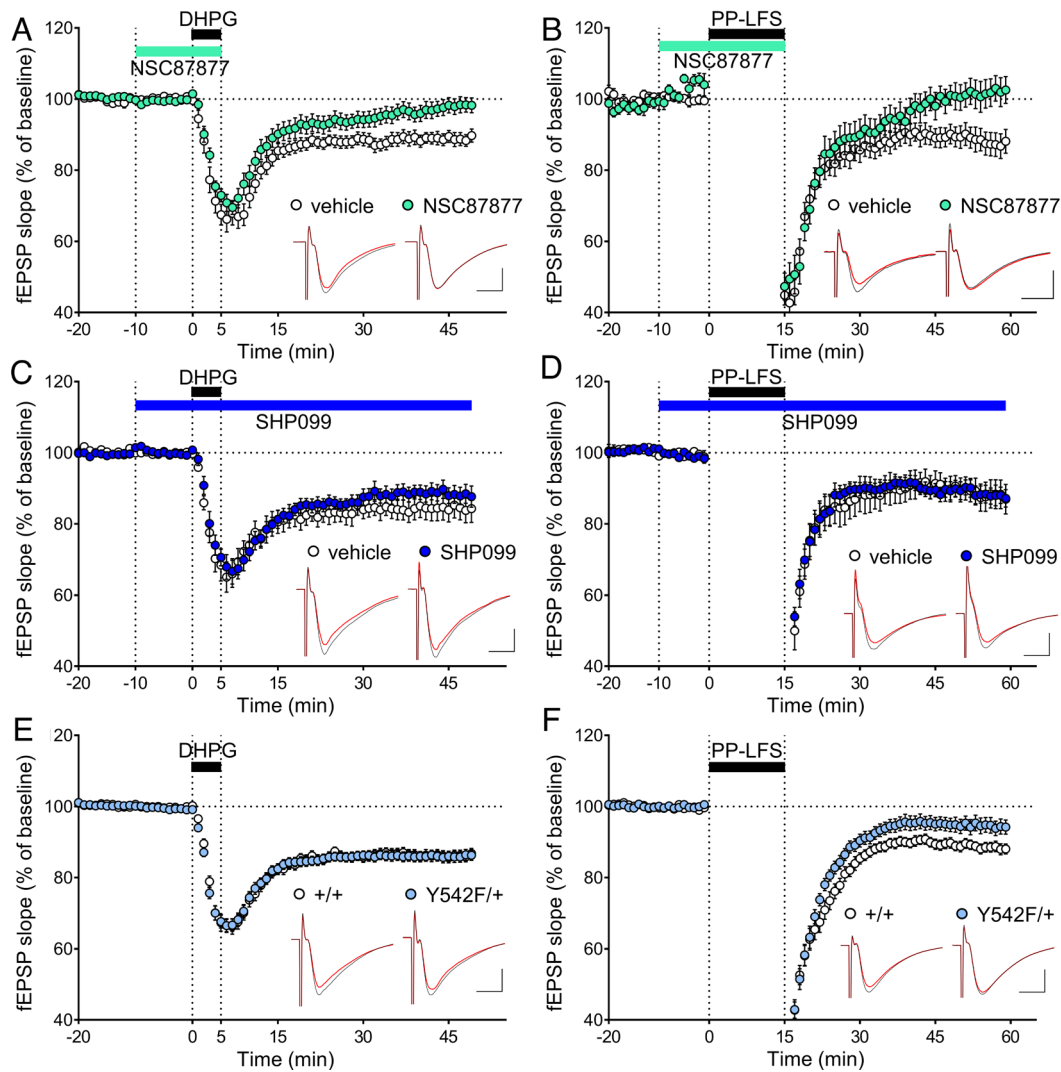 A
DHPG
NSC87877
fEPSP slope (% of baseline)
120
100
80
60
40
vehicle NSC87877
-20 -10 0 5 15 30 45
Time (min)
B
PP-LFS
NSC87877
fEPSP slope (% of baseline)
120
100
80
60
40
vehicle NSC87877
-20 -10 0 15 30 45 60
Time (min)
C
DHPG
SHP099
fEPSP slope (% of baseline)
120
100
80
60
40
vehicle SHP099
-20 -10 0 5 15 30 45
Time (min)
D
PP-LFS
SHP099
fEPSP slope (% of baseline)
120
100
80
60
40
vehicle SHP099
-20 -10 0 15 30 45 60
Time (min)
E
DHPG
fEPSP slope (% of baseline)
20
100
80
60
40
+/+ Y542F/+
-20 -10 0 5 15 30 45
Time (min)
F
PP-LFS
fEPSP slope (% of baseline)
120
100
80
60
40
+/+ Y542F/+
-20 -10 0 15 30 45 60
Time (min)